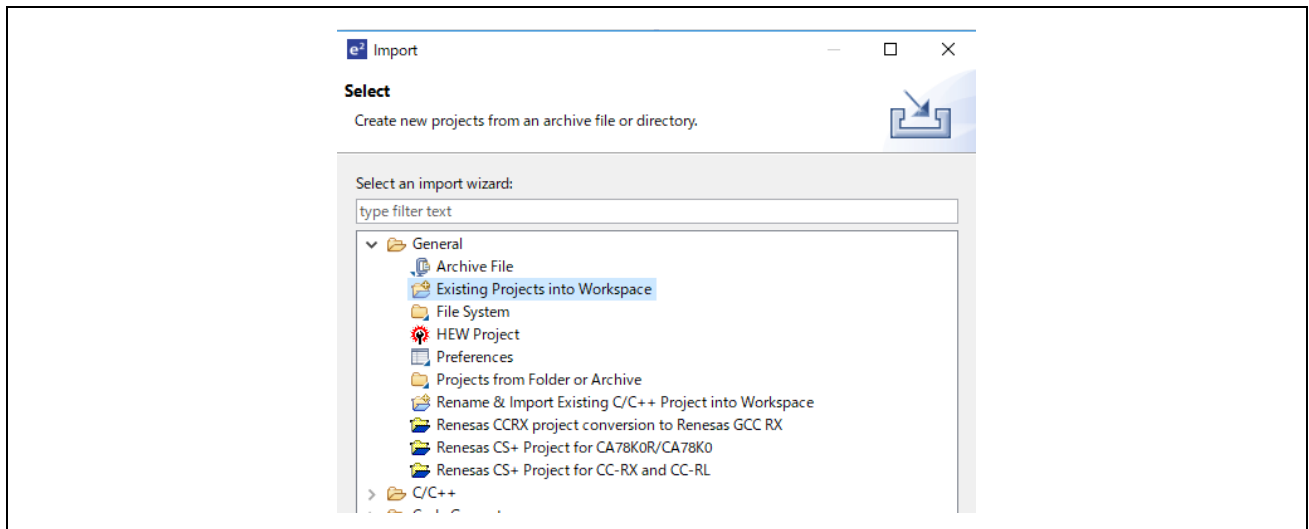 e² Import
Select
Create new projects from an archive file or directory.
Select an import wizard:
type filter text
General
Archive File
Existing Projects into Workspace
File System
HEW Project
Preferences
Projects from Folder or Archive
Rename & Import Existing C/C++ Project into Workspace
Renesas CCRX project conversion to Renesas GCC RX
Renesas CS+ Project for CA78K0R/CA78K0
Renesas CS+ Project for CC-RX and CC-RL
C/C++